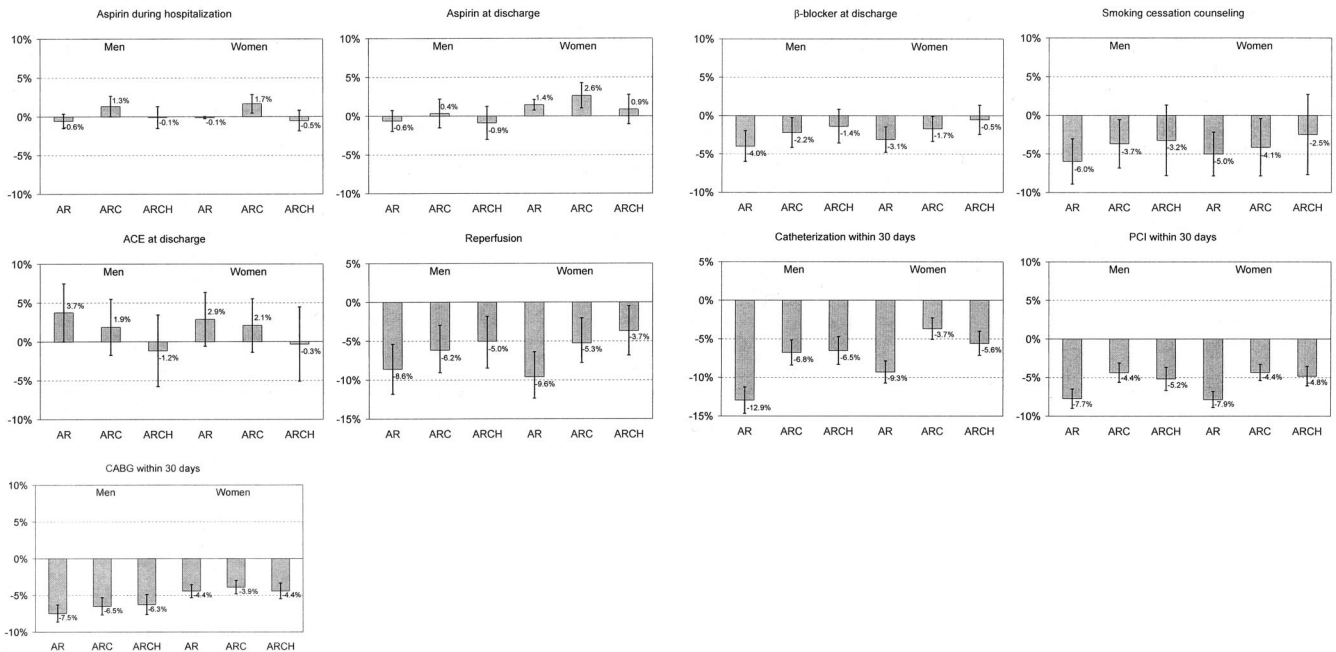 Aspirin during hospitalization
Men Women
10%
5%
0%
-5%
-10%
-0.6% 1.3% -0.1% -0.1% 1.7% -0.5%
AR ARC ARCH AR ARC ARCH
Aspirin at discharge
Men Women
10%
5%
0%
-5%
-10%
-0.6% 0.4% -0.9% 1.4% 2.6% 0.9%
AR ARC ARCH AR ARC ARCH
β-blocker at discharge
Men Women
10%
5%
0%
-5%
-10%
-4.0% -2.2% -1.4% -3.1% -1.7% -0.5%
AR ARC ARCH AR ARC ARCH
Smoking cessation counseling
Men Women
10%
5%
0%
-5%
-10%
-6.0% -3.7% -3.2% -5.0% -4.1% -2.5%
AR ARC ARCH AR ARC ARCH
ACE at discharge
Men Women
10%
5%
0%
-5%
-10%
3.7% 1.9% -1.2% 2.9% 2.1% -0.3%
AR ARC ARCH AR ARC ARCH
Reperfusion
Men Women
5%
0%
-5%
-10%
-15%
-8.6% -6.2% -5.0% -9.6% -5.3% -3.7%
AR ARC ARCH AR ARC ARCH
Catheterization within 30 days
Men Women
5%
0%
-5%
-10%
-15%
-12.9% -6.8% -6.5% -9.3% -3.7% -5.6%
AR ARC ARCH AR ARC ARCH
PCI within 30 days
Men Women
10%
5%
0%
-5%
-10%
-7.7% -4.4% -5.2% -7.9% -4.4% -4.8%
AR ARC ARCH AR ARC ARCH
CABG within 30 days
Men Women
10%
5%
0%
-5%
-10%
-7.5% -6.5% -6.3% -4.4% -3.9% -4.4%
AR ARC ARCH AR ARC ARCH